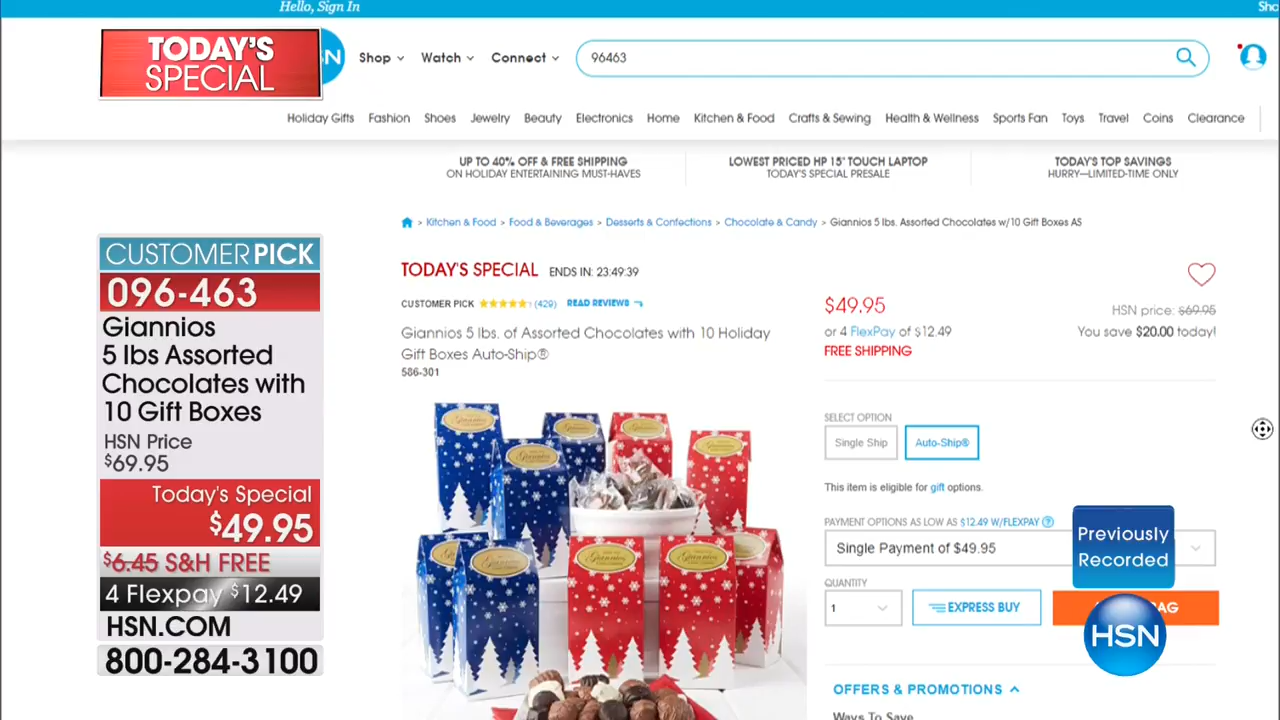 Hello, Sign In
TODAY'S
SPECIAL
Shop
Watch
Connect
96463
Holiday Gifts
Fashion
Shoes
Jewelry
Beauty
Electronics
Home
Kitchen & Food
Crafts & Sewing
Health & Wellness
Sports Fan
Toys
Travel
Coins
Clearance
UP TO 40% OFF & FREE SHIPPING
ON HOLIDAY ENTERTAINING MUST-HAVES
LOWEST PRICED HP 15" TOUCH LAPTOP
TODAY'S SPECIAL PRESALE
TODAY'S TOP SAVINGS
HURRY—LIMITED-TIME ONLY
> Kitchen & Food > Food & Beverages > Desserts & Confections > Chocolate & Candy > Giannios 5 lbs. Assorted Chocolates w/10 Gift Boxes AS
CUSTOMER PICK
096-463
Giannios
5 lbs Assorted
Chocolates with
10 Gift Boxes
HSN Price
$69.95
Today's Special
$49.95
$6.45 S&H FREE
4 Flexpay $12.49
HSN.COM
800-284-3100
TODAY'S SPECIAL ENDS IN: 23:49:39
CUSTOMER PICK (429) READ REVIEWS
Giannios 5 lbs. of Assorted Chocolates with 10 Holiday
Gift Boxes Auto-Ship®
586-301
Giannios
Giannios
Giannios
Giannios
Giannios
Giannios
Giannios
Giannios
$49.95
HSN price: $69.95
or 4 FlexPay of $12.49
You save $20.00 today!
FREE SHIPPING
SELECT OPTION
Single Ship
Auto-Ship®
This item is eligible for gift options.
PAYMENT OPTIONS AS LOW AS $12.49 W/FLEXPAY ?
Single Payment of $49.95
Previously
Recorded
QUANTITY
1
EXPRESS BUY
HSN
OFFERS & PROMOTIONS
Ways To Save